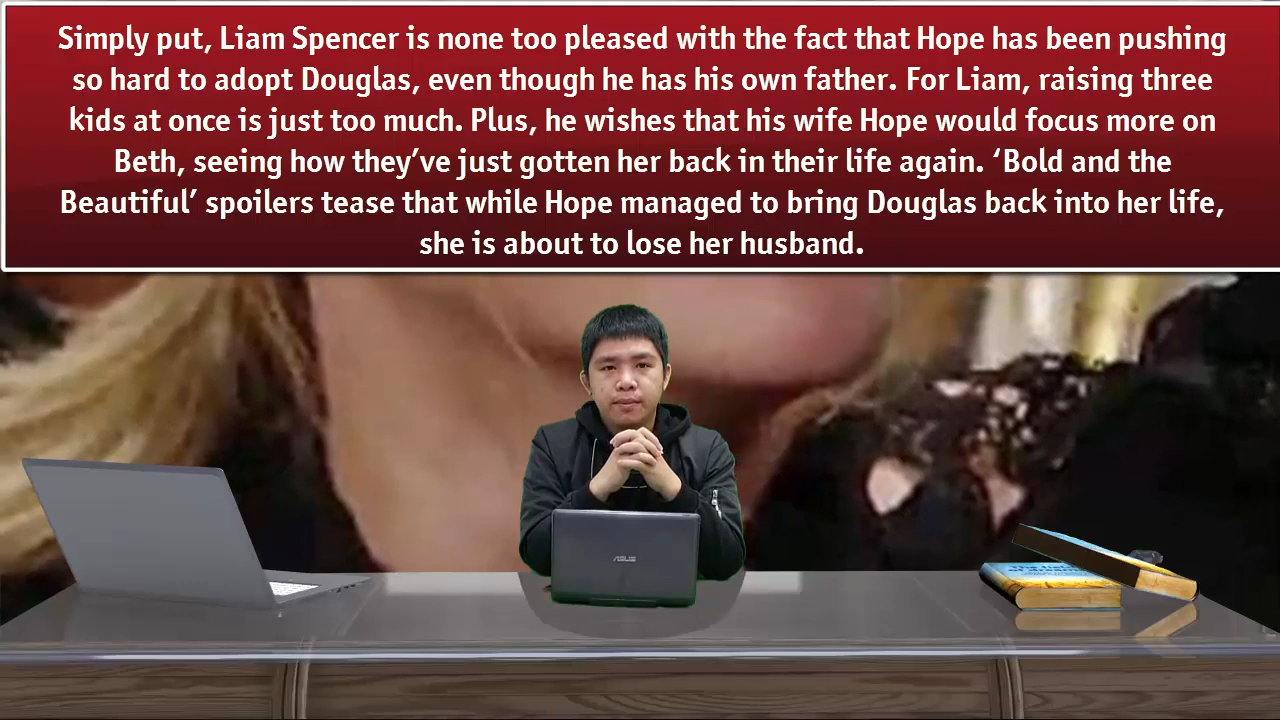 Simply put, Liam Spencer is none too pleased with the fact that Hope has been pushing
so hard to adopt Douglas, even though he has his own father. For Liam, raising three
kids at once is just too much. Plus, he wishes that his wife Hope would focus more on
Beth, seeing how they’ve just gotten her back in their life again. ‘Bold and the
Beautiful’ spoilers tease that while Hope managed to bring Douglas back into her life,
she is about to lose her husband.
ASUS